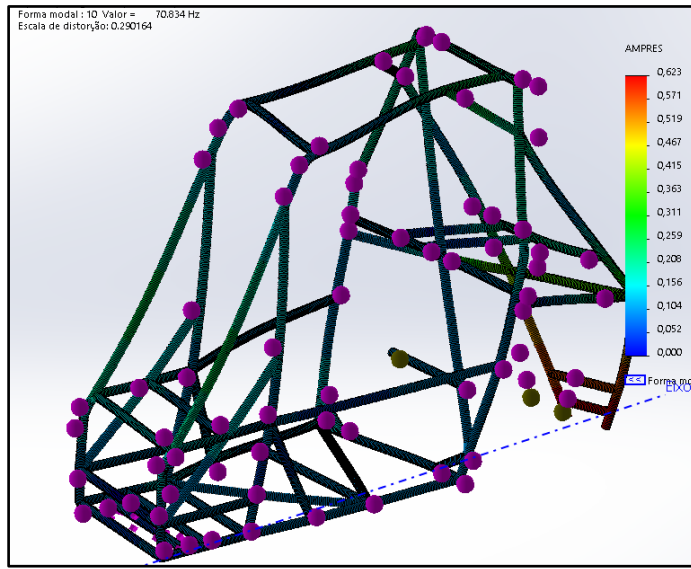 Forma modal : 10 Valor = 70.834 Hz
Escala de distorção: 0.290164
AMPRES
0,623
0,571
0,519
0,467
0,415
0,363
0,311
0,260
0,208
0,156
0,104
0,052
0,000
<< Forma mo
EIXO